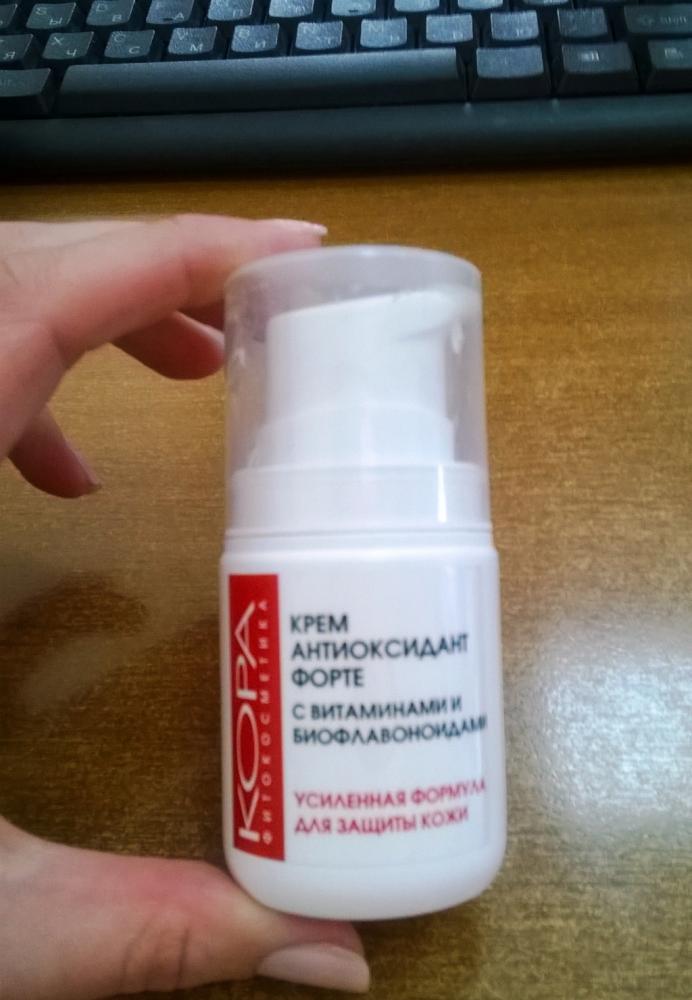 КОРА
ФИТОКОСМЕТИКА
КРЕМ
АНТИОКСИДАНТ
ФОРТЕ
С ВИТАМИНАМИ И
БИОФЛАВОНОИДАМИ
УСИЛЕННАЯ ФОРМУЛА
ДЛЯ ЗАЩИТЫ КОЖИ